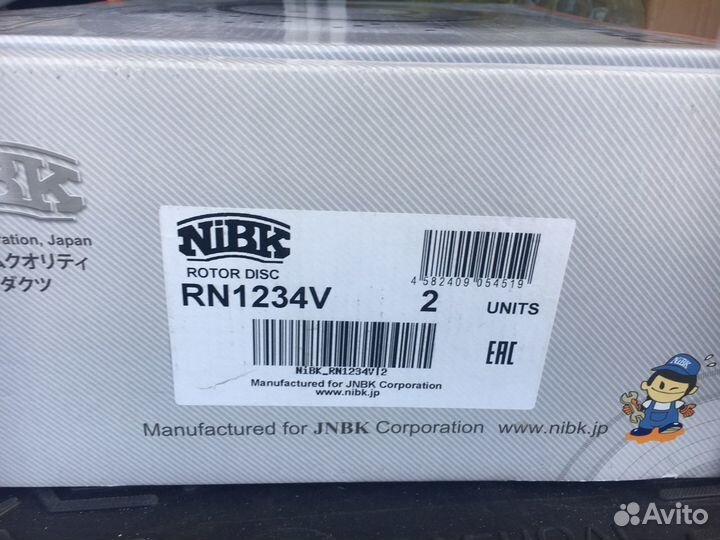 BK
ration, Japan
ムクオリティ
ダクツ
NiBK
ROTOR DISC
RN1234V
4 582409 054519
2 UNITS
NiBK_RN1234V|2
EAC
Manufactured for JNBK Corporation
www.nibk.jp
NiBK
Manufactured for JNBK Corporation www.nibk.jp
Avito